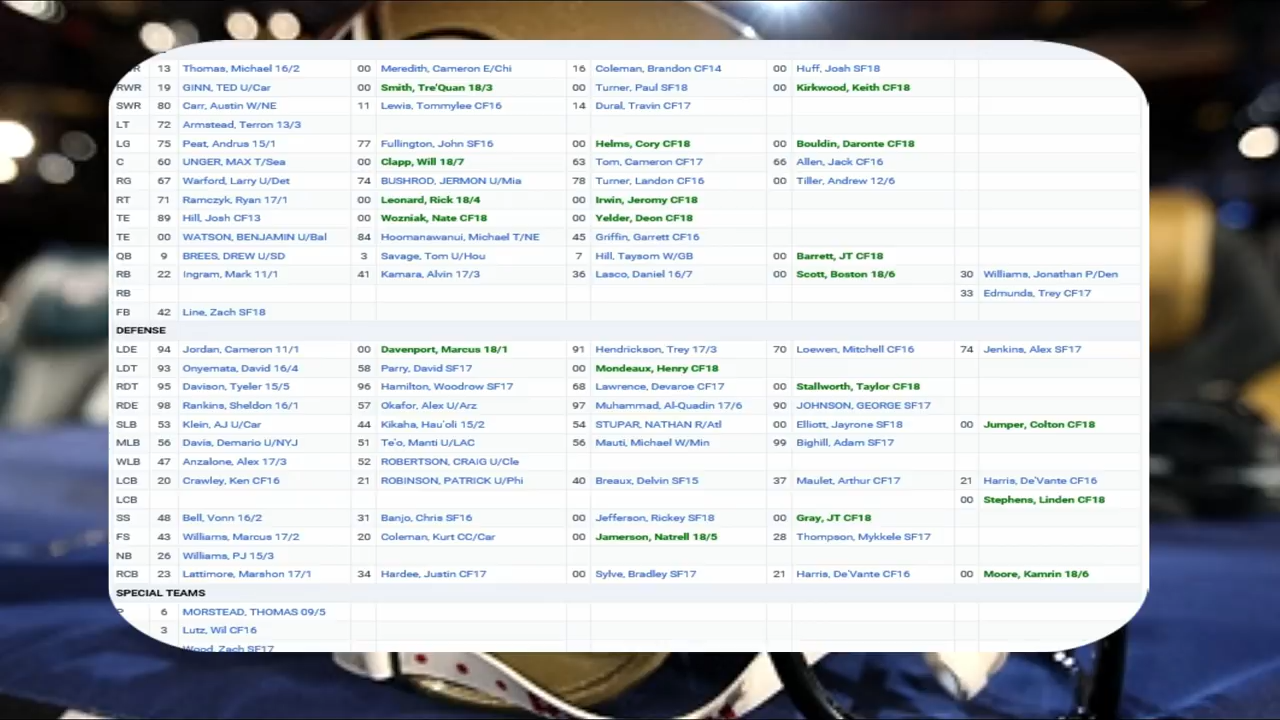 13 Thomas, Michael 16/2 00 Meredith, Cameron E/Chi 16 Coleman, Brandon CF14 00 Huff, Josh SF18
RWR 19 GINN, TED U/Car 00 Smith, Tre'Quan 18/3 00 Turner, Paul SF18 00 Kirkwood, Keith CF18
SWR 80 Carr, Austin W/NE 11 Lewis, Tommylee CF16 14 Dural, Travin CF17
LT 72 Armstead, Terron 13/3
LG 75 Peat, Andrus 15/1 77 Fullington, John SF16 00 Helms, Cory CF18 00 Bouldin, Daronte CF18
C 60 UNGER, MAX T/Sea 00 Clapp, Will 18/7 63 Tom, Cameron CF17 66 Allen, Jack CF16
RG 67 Warford, Larry U/Det 74 BUSHROD, JERMON U/Mia 78 Turner, Landon CF16 00 Tiller, Andrew 12/6
RT 71 Ramczyk, Ryan 17/1 00 Leonard, Rick 18/4 00 Irwin, Jeromy CF18
TE 89 Hill, Josh CF13 00 Wozniak, Nate CF18 00 Yelder, Deon CF18
TE 00 WATSON, BENJAMIN U/Bal 84 Hoomanawanui, Michael T/NE 45 Griffin, Garrett CF16
QB 9 BREES, DREW U/SD 3 Savage, Tom U/Hou 7 Hill, Taysom W/GB 00 Barrett, JT CF18
RB 22 Ingram, Mark 11/1 41 Kamara, Alvin 17/3 36 Lasco, Daniel 16/7 00 Scott, Boston 18/6 30 Williams, Jonathan P/Den
RB 33 Edmunds, Trey CF17
FB 42 Line, Zach SF18
DEFENSE
LDE 94 Jordan, Cameron 11/1 00 Davenport, Marcus 18/1 91 Hendrickson, Trey 17/3 70 Loewen, Mitchell CF16 74 Jenkins, Alex SF17
LDT 93 Onyemata, David 16/4 58 Parry, David SF17 00 Mondeaux, Henry CF18
RDT 95 Davison, Tyeler 15/5 96 Hamilton, Woodrow SF17 68 Lawrence, Devaroe CF17 00 Stallworth, Taylor CF18
RDE 98 Rankins, Sheldon 16/1 57 Okafor, Alex U/Arz 97 Muhammad, Al-Quadin 17/6 90 JOHNSON, GEORGE SF17
SLB 53 Klein, AJ U/Car 44 Kikaha, Hau'oli 15/2 54 STUPAR, NATHAN R/Atl 00 Elliott, Jayrone SF18 00 Jumper, Colton CF18
MLB 56 Davis, Demario U/NYJ 51 Te'o, Manti U/LAC 56 Mauti, Michael W/Min 99 Bighill, Adam SF17
WLB 47 Anzalone, Alex 17/3 52 ROBERTSON, CRAIG U/Cle
LCB 20 Crawley, Ken CF16 21 ROBINSON, PATRICK U/Phi 40 Breaux, Delvin SF15 37 Maulet, Arthur CF17 21 Harris, De'Vante CF16
LCB 00 Stephens, Linden CF18
SS 48 Bell, Vonn 16/2 31 Banjo, Chris SF16 00 Jefferson, Rickey SF18 00 Gray, JT CF18
FS 43 Williams, Marcus 17/2 20 Coleman, Kurt CC/Car 00 Jamerson, Natrell 18/5 28 Thompson, Mykkele SF17
NB 26 Williams, PJ 15/3
RCB 23 Lattimore, Marshon 17/1 34 Hardee, Justin CF17 00 Sylve, Bradley SF17 21 Harris, De'Vante CF16 00 Moore, Kamrin 18/6
SPECIAL TEAMS
6 MORSTEAD, THOMAS 09/5
3 Lutz, Wil CF16
Wood, Zach SF17